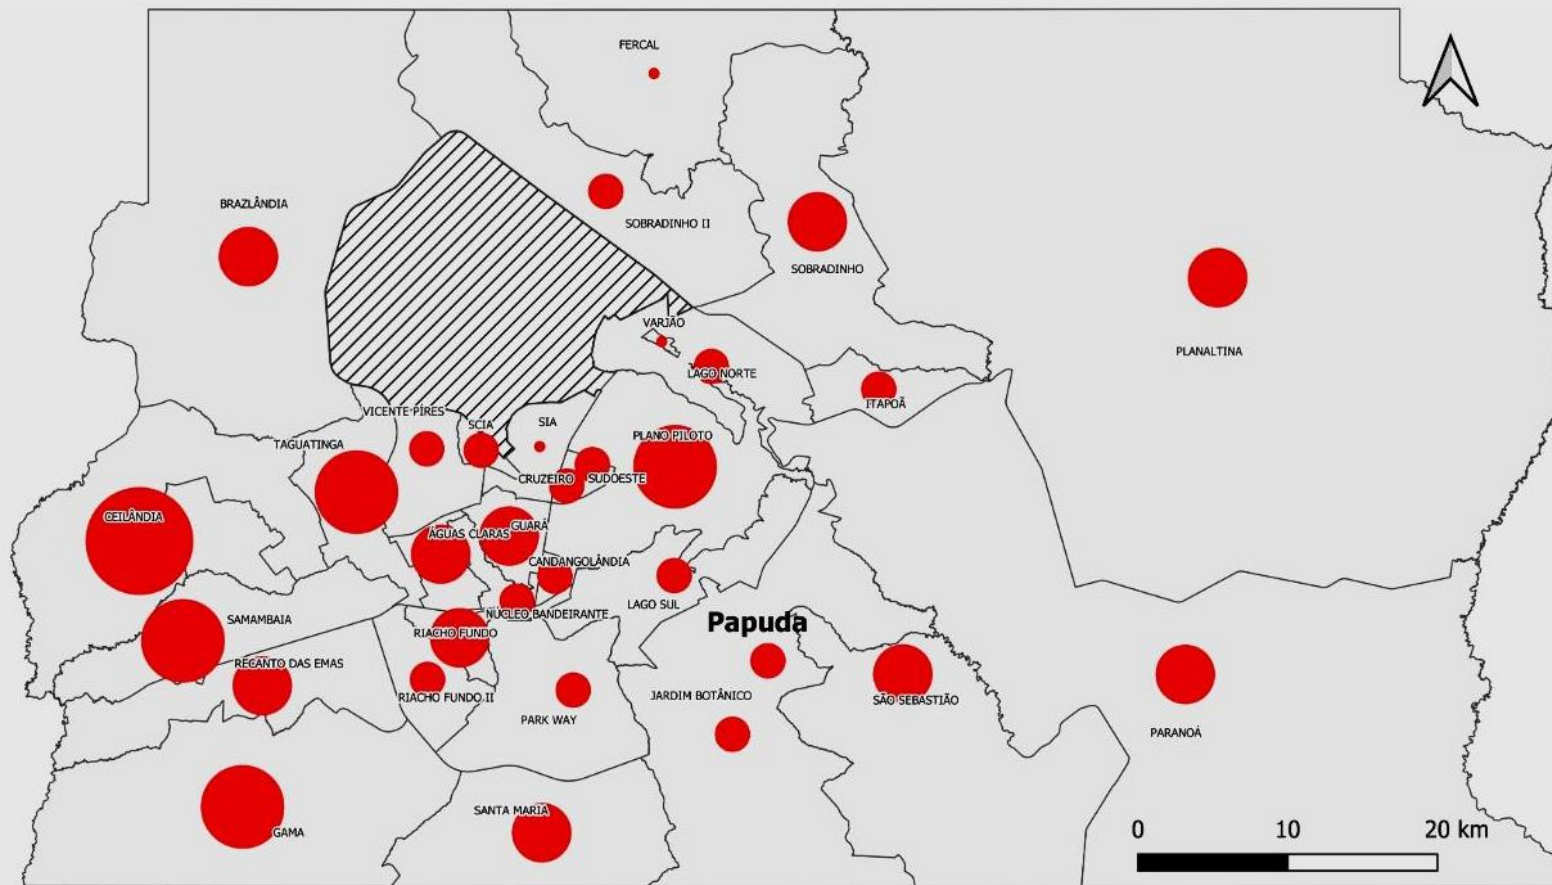 FERCAL
BRAZLÂNDIA
SOBRADINHO II
SOBRADINHO
VARJÃO
PLANALTINA
LAGO NORTE
ITAPOÃ
VICENTE PIRES
SCIA
SIA
TAGUATINGA
PLANO PILOTO
CRUZEIRO
SUDOESTE
CEILÂNDIA
ÁGUAS CLARAS
GUARÁ
CANDANGOLÂNDIA
LAGO SUL
NÚCLEO BANDEIRANTE
SAMAMBAIA
Papuda
RIACHO FUNDO
RECANTO DAS EMAS
RIACHO FUNDO II
JARDIM BOTÂNICO
SÃO SEBASTIÃO
PARK WAY
PARANOÁ
SANTA MARIA
GAMA
0 10 20 km